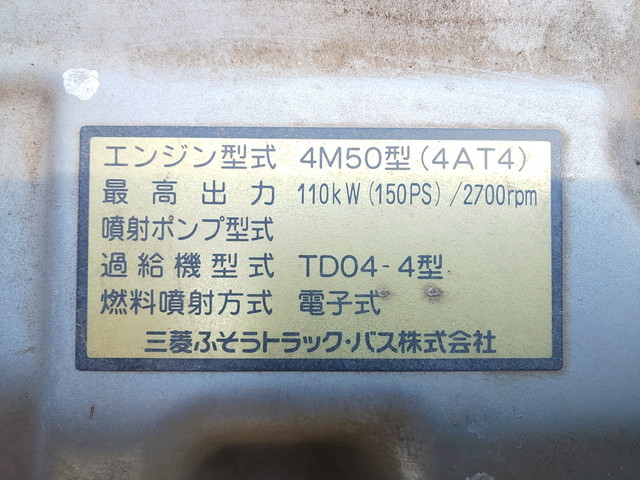 エンジン型式 4M50型(4AT4)
最高出力 110kW(150PS)/2700rpm
噴射ポンプ型式
過給機型式 TD04-4型
燃料噴射方式 電子式
三菱ふそうトラック・バス株式会社